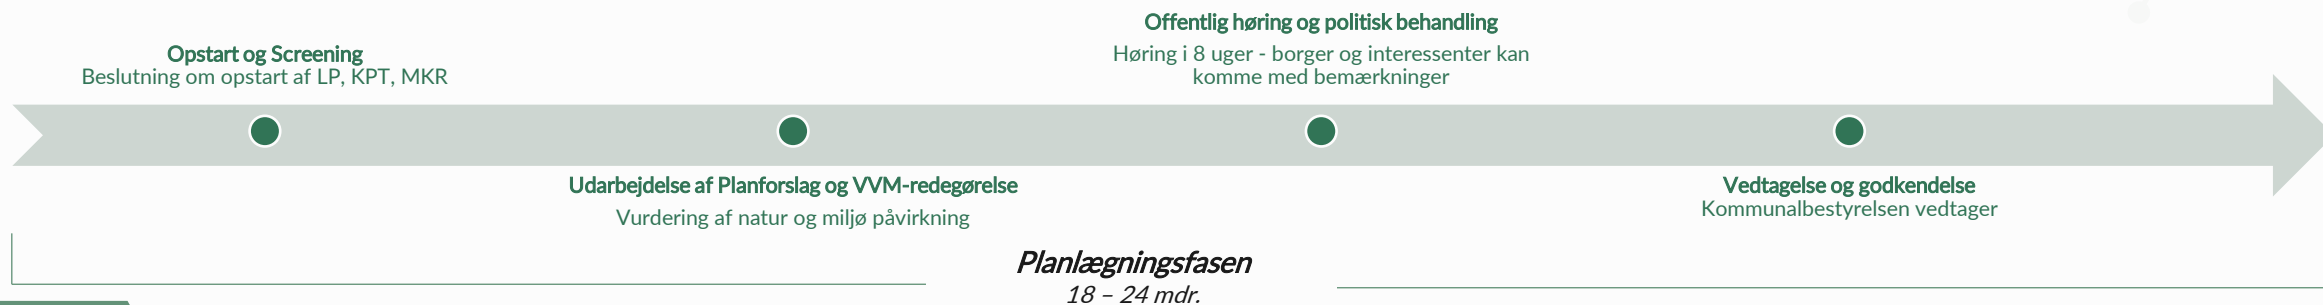 Opstart og Screening
Beslutning om opstart af LP, KPT, MKR
Udarbejdelse af Planforslag og VVM-redegørelse
Vurdering af natur og miljø påvirkning
Offentlig høring og politisk behandling
Høring i 8 uger - borger og interessenter kan
komme med bemærkninger
Vedtagelse og godkendelse
Kommunalbestyrelsen vedtager
Planlægningsfasen
18 – 24 mdr.